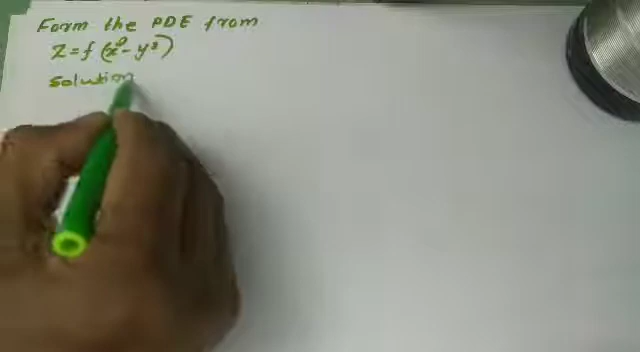 Form the PDE from
Z = f (x² - y²)
Solution